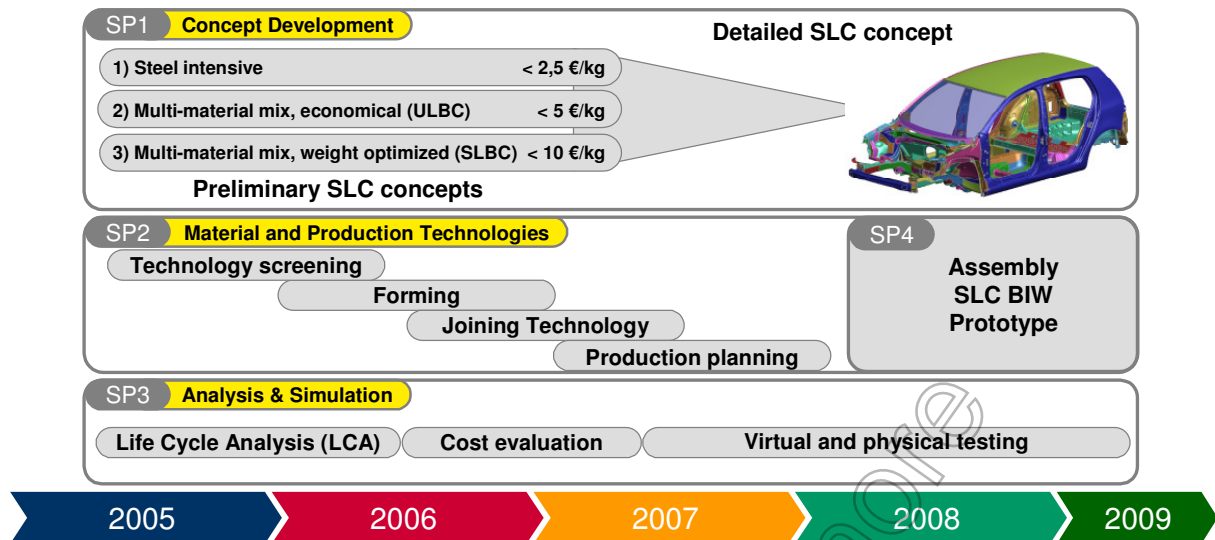 SP1 Concept Development
Detailed SLC concept
1) Steel intensive < 2,5 €/kg
2) Multi-material mix, economical (ULBC) < 5 €/kg
3) Multi-material mix, weight optimized (SLBC) < 10 €/kg
Preliminary SLC concepts
SP2 Material and Production Technologies
Technology screening
Forming
Joining Technology
Production planning
SP4
Assembly
SLC BIW
Prototype
SP3 Analysis & Simulation
Life Cycle Analysis (LCA) Cost evaluation Virtual and physical testing
2005 2006 2007 2008 2009